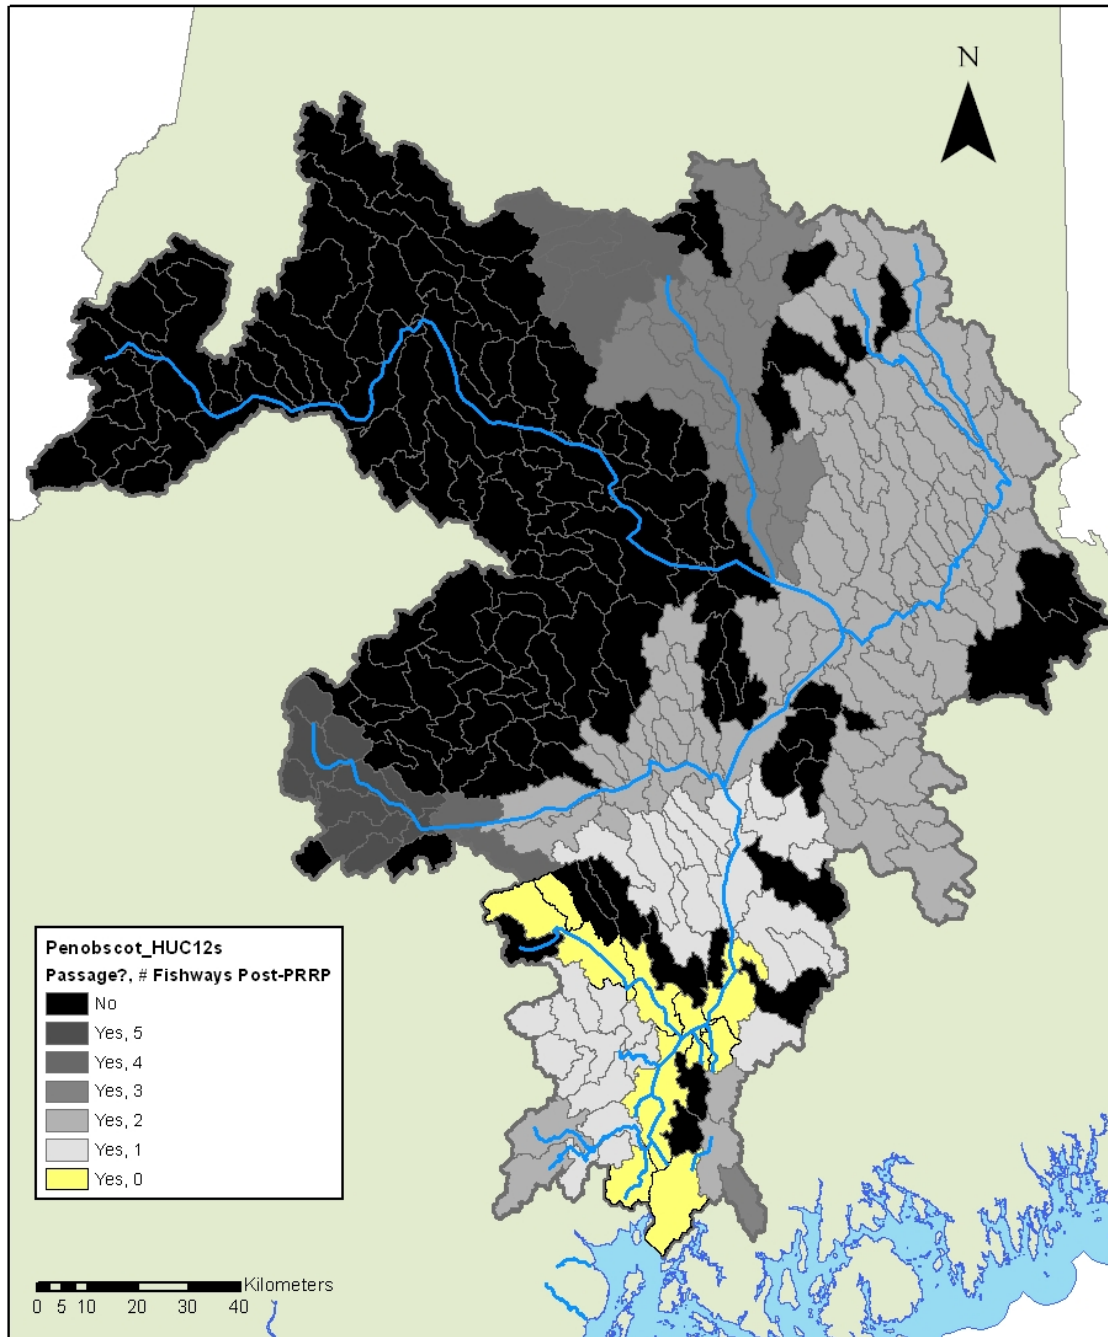 N
Penobscot_HUC12s
Passage?, # Fishways Post-PRRP
No
Yes, 5
Yes, 4
Yes, 3
Yes, 2
Yes, 1
Yes, 0
Kilometers
0 5 10 20 30 40